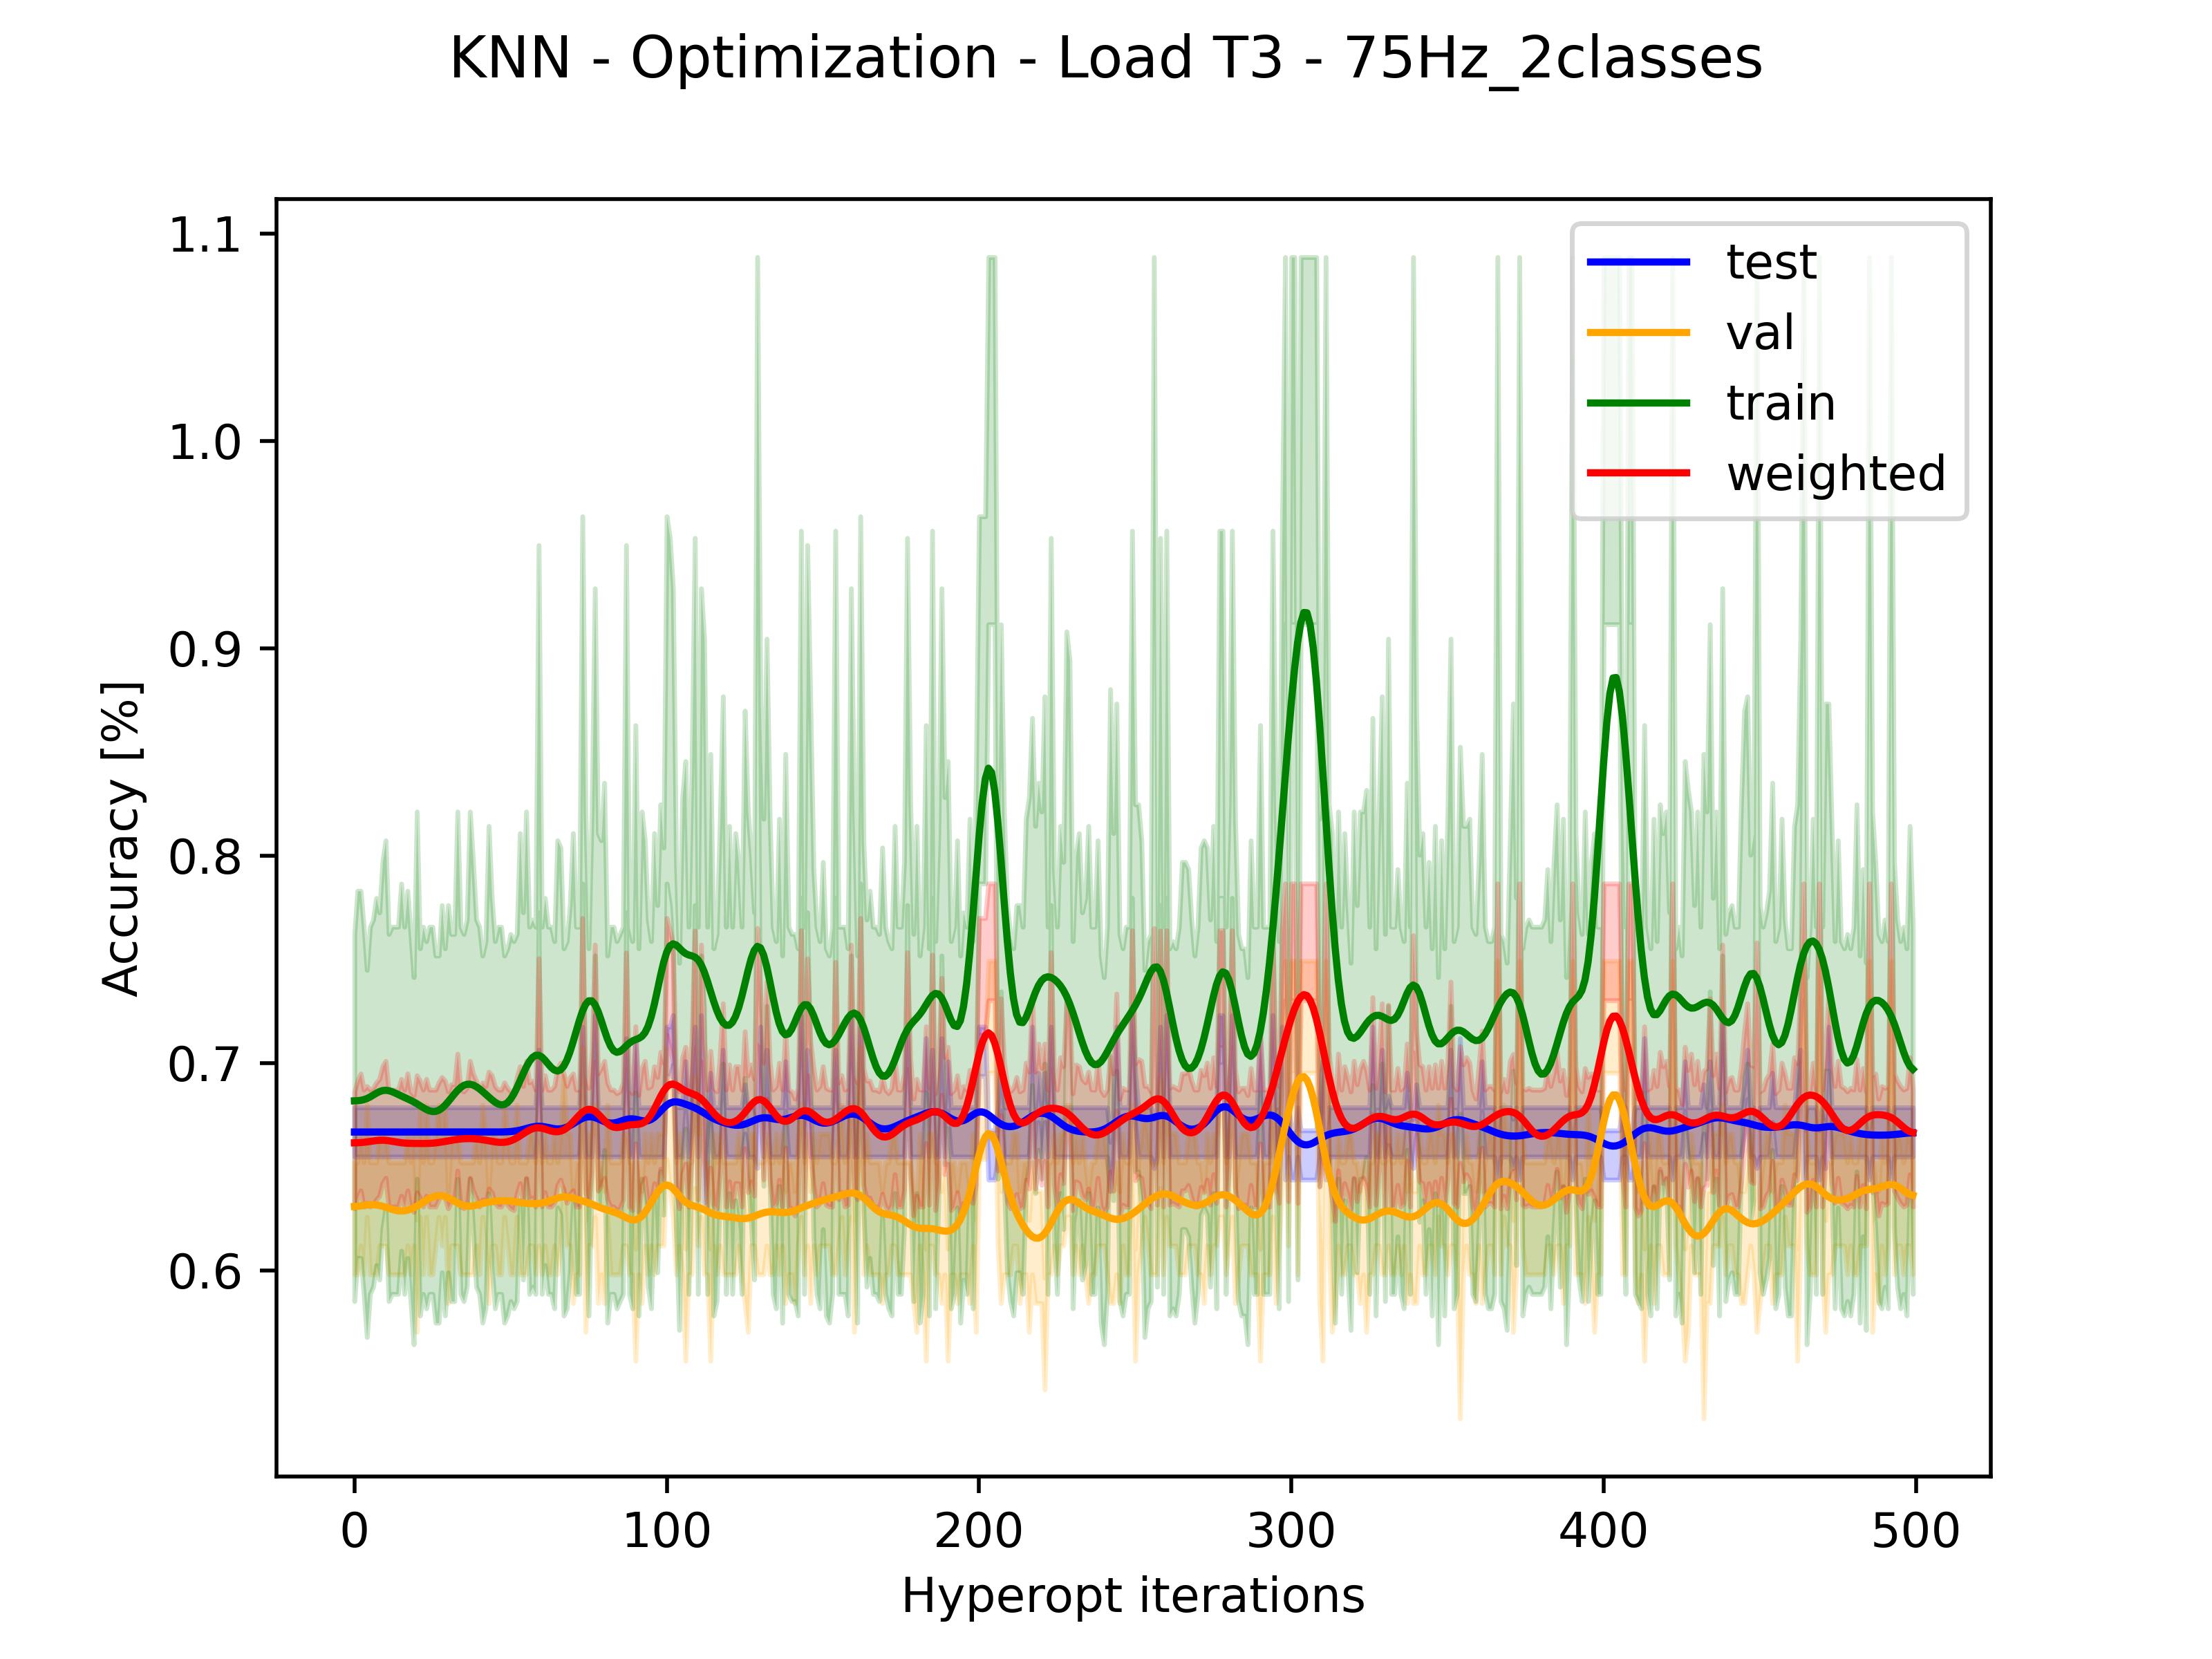 KNN - Optimization - Load T3 - 75Hz_2classes
1.1
1.0
0.9
0.8
0.7
0.6
Accuracy [%]
test
val
train
weighted
0 100 200 300 400 500
Hyperopt iterations